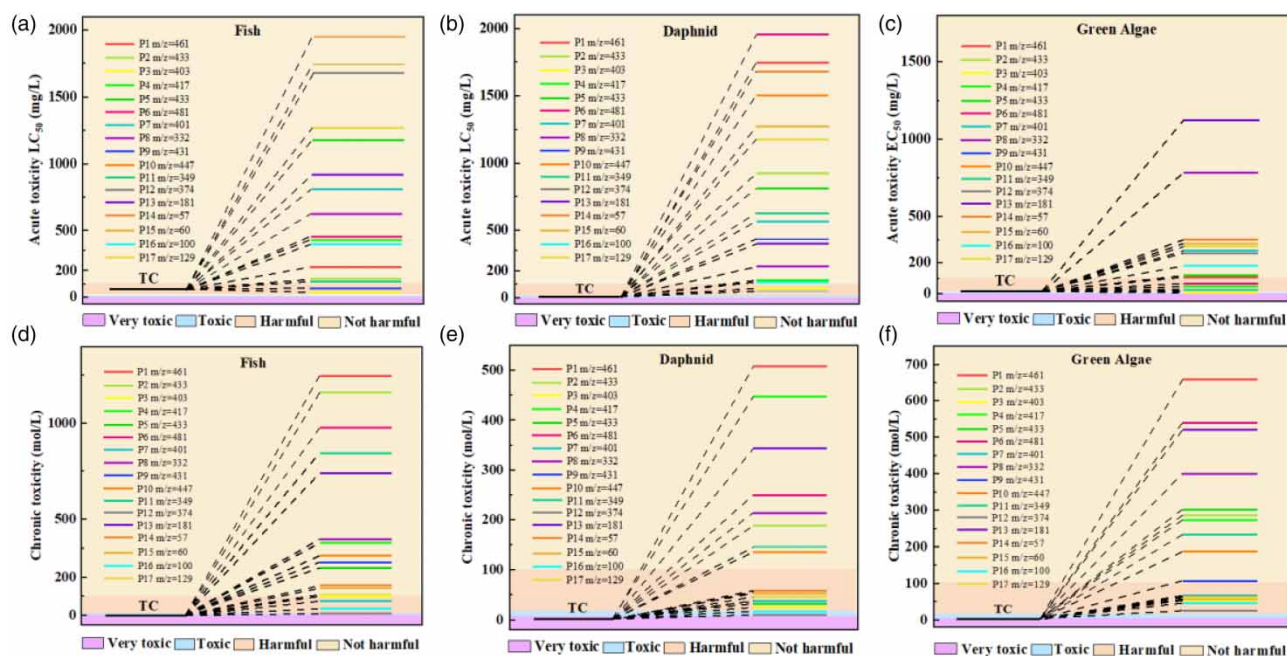 (a)
Fish
Acute toxicity LC50 (mg/L)
2000
1500
1000
500
200
0
P1 m/z=461
P2 m/z=433
P3 m/z=403
P4 m/z=417
P5 m/z=433
P6 m/z=481
P7 m/z=401
P8 m/z=332
P9 m/z=431
P10 m/z=447
P11 m/z=349
P12 m/z=374
P13 m/z=181
P14 m/z=57
P15 m/z=60
P16 m/z=100
P17 m/z=129
TC
(b)
Daphnid
Acute toxicity LC50 (mg/L)
2000
1500
1000
500
200
0
P1 m/z=461
P2 m/z=433
P3 m/z=403
P4 m/z=417
P5 m/z=433
P6 m/z=481
P7 m/z=401
P8 m/z=332
P9 m/z=431
P10 m/z=447
P11 m/z=349
P12 m/z=374
P13 m/z=181
P14 m/z=57
P15 m/z=60
P16 m/z=100
P17 m/z=129
TC
(c)
Green Algae
Acute toxicity EC50 (mg/L)
1500
1000
500
200
0
P1 m/z=461
P2 m/z=433
P3 m/z=403
P4 m/z=417
P5 m/z=433
P6 m/z=481
P7 m/z=401
P8 m/z=332
P9 m/z=431
P10 m/z=447
P11 m/z=349
P12 m/z=374
P13 m/z=181
P14 m/z=57
P15 m/z=60
P16 m/z=100
P17 m/z=129
TC
Very toxic Toxic Harmful Not harmful
Very toxic Toxic Harmful Not harmful
Very toxic Toxic Harmful Not harmful
(d)
Fish
Chronic toxicity (mol/L)
1000
500
200
0
P1 m/z=461
P2 m/z=433
P3 m/z=403
P4 m/z=417
P5 m/z=433
P6 m/z=481
P7 m/z=401
P8 m/z=332
P9 m/z=431
P10 m/z=447
P11 m/z=349
P12 m/z=374
P13 m/z=181
P14 m/z=57
P15 m/z=60
P16 m/z=100
P17 m/z=129
TC
(e)
Daphnid
Chronic toxicity (mol/L)
500
400
300
200
100
0
P1 m/z=461
P2 m/z=433
P3 m/z=403
P4 m/z=417
P5 m/z=433
P6 m/z=481
P7 m/z=401
P8 m/z=332
P9 m/z=431
P10 m/z=447
P11 m/z=349
P12 m/z=374
P13 m/z=181
P14 m/z=57
P15 m/z=60
P16 m/z=100
P17 m/z=129
TC
(f)
Green Algae
Chronic toxicity (mol/L)
700
600
500
400
300
200
100
0
P1 m/z=461
P2 m/z=433
P3 m/z=403
P4 m/z=417
P5 m/z=433
P6 m/z=481
P7 m/z=401
P8 m/z=332
P9 m/z=431
P10 m/z=447
P11 m/z=349
P12 m/z=374
P13 m/z=181
P14 m/z=57
P15 m/z=60
P16 m/z=100
P17 m/z=129
TC
Very toxic Toxic Harmful Not harmful
Very toxic Toxic Harmful Not harmful
Very toxic Toxic Harmful Not harmful